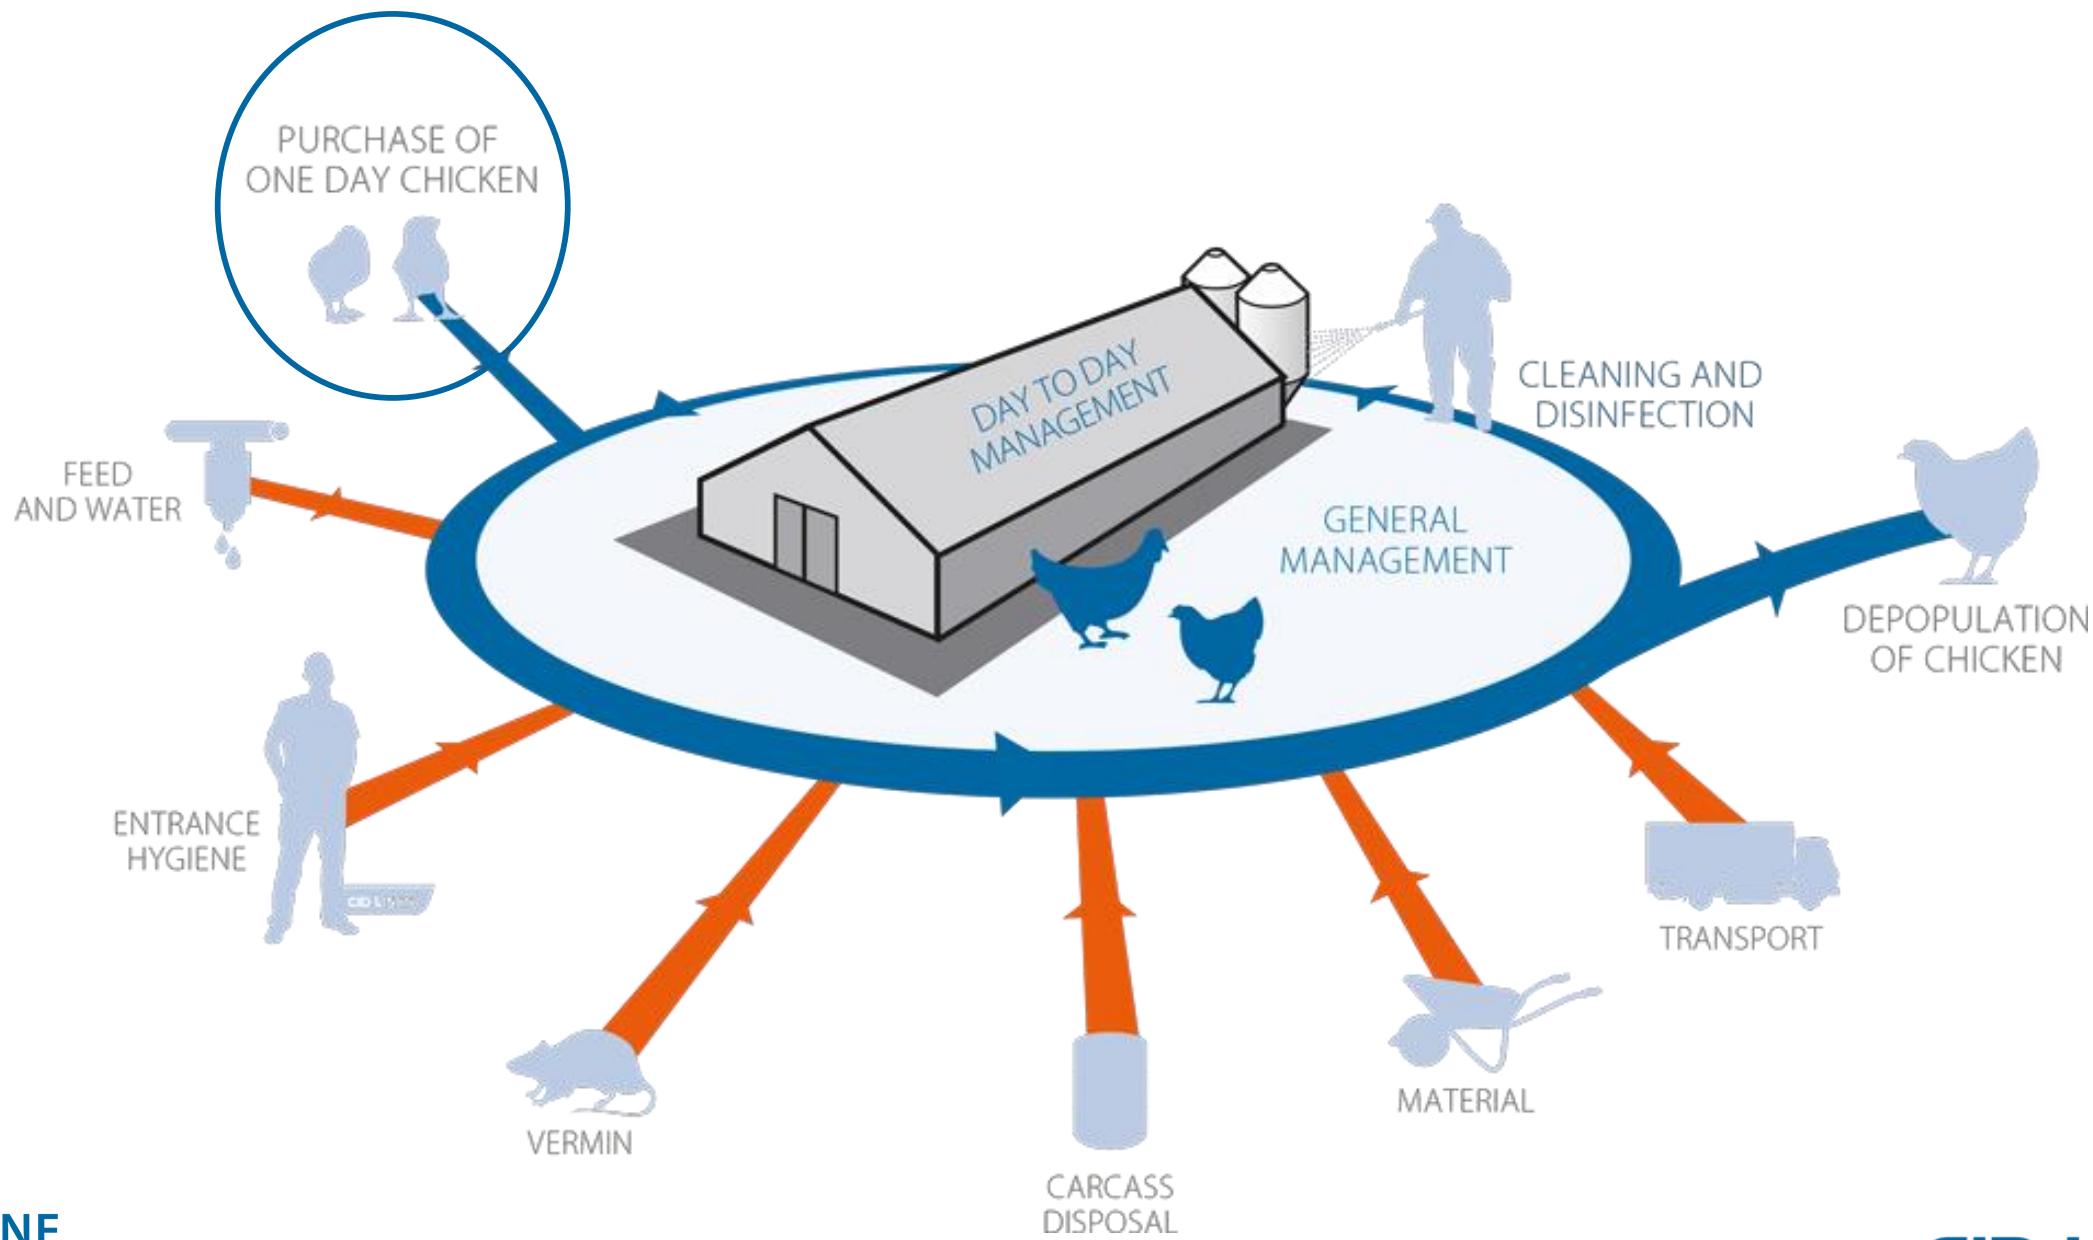 PURCHASE OF
ONE DAY CHICKEN
CLEANING AND
DISINFECTION
DAY TO DAY
MANAGEMENT
FEED
AND WATER
GENERAL
MANAGEMENT
DEPOPULATION
OF CHICKEN
ENTRANCE
HYGIENE
TRANSPORT
MATERIAL
VERMIN
CARCASS
DISPOSAL